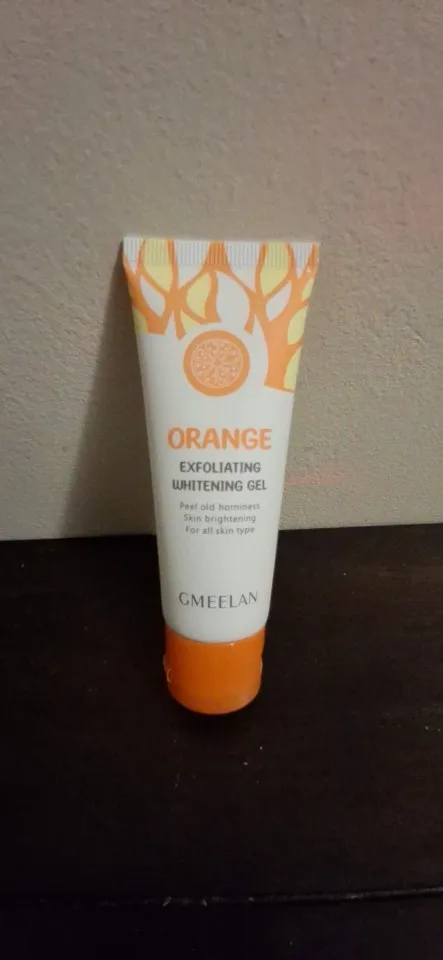 ORANGE
EXFOLIATING
WHITENING GEL
Peel old horniness
Skin brightening
For all skin type
GMEELAN